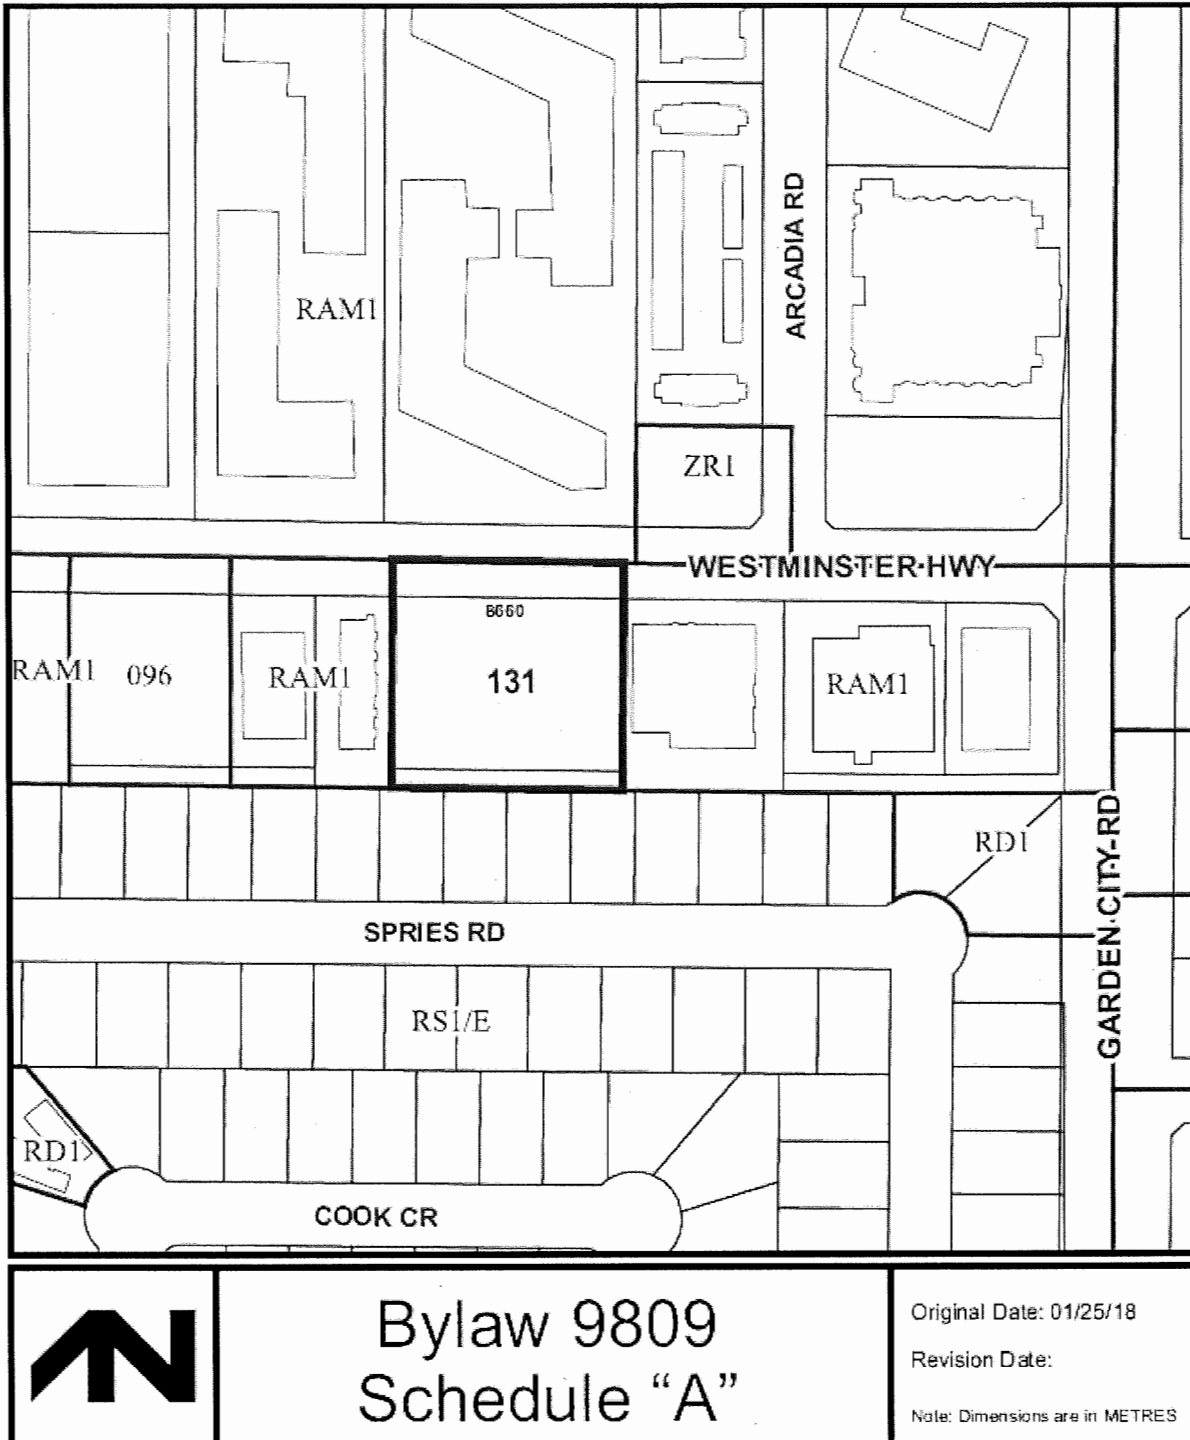 RAM1
ARCADIA RD
ZR1
WESTMINSTER HWY
8660
RAM1
096
RAM1
131
RAM1
RD1
GARDEN CITY RD
SPRIES RD
RS1/E
RD1
COOK CR
Bylaw 9809
Schedule “A”
Original Date: 01/25/18
Revision Date:
Note: Dimensions are in METRES